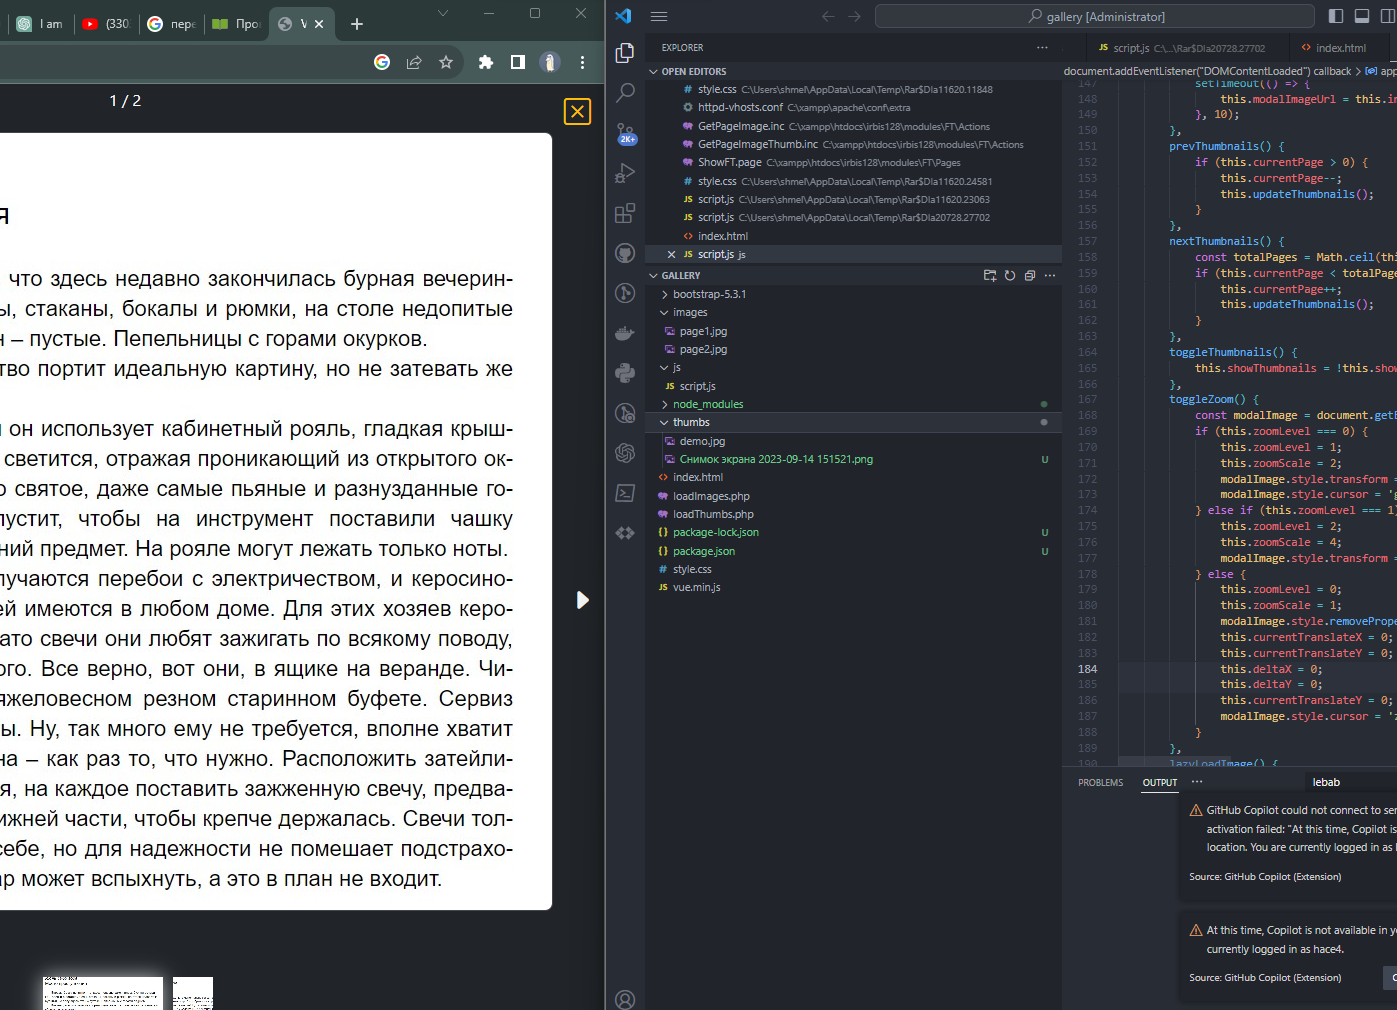 I am
(330
пере
Про
V
1 / 2
я
что здесь недавно закончилась бурная вечерин-
ы, стаканы, бокалы и рюмки, на столе недопитые
– пустые. Пепельницы с горами окурков.
тво портит идеальную картину, но не затевать же
он использует кабинетный рояль, гладкая крыш-
светится, отражая проникающий из открытого ок-
о святое, даже самые пьяные и разнузданные го-
пустит, чтобы на инструмент поставили чашку
ний предмет. На рояле могут лежать только ноты.
лучаются перебои с электричеством, и керосино-
ей имеются в любом доме. Для этих хозяев керо-
ато свечи они любят зажигать по всякому поводу,
ого. Все верно, вот они, в ящике на веранде. Чи-
яжеловесном резном старинном буфете. Сервиз
ы. Ну, так много ему не требуется, вполне хватит
на – как раз то, что нужно. Расположить затейли-
я, на каждое поставить зажженную свечу, предва-
ижней части, чтобы крепче держалась. Свечи тол-
себе, но для надежности не помешает подстрахо-
ар может вспыхнуть, а это в план не входит.
gallery [Administrator]
EXPLORER
OPEN EDITORS
# style.css C:\Users\shmel\AppData\Local\Temp\Rar$DIa11620.11848
httpd-vhosts.conf C:\xampp\apache\conf\extra
GetPageImage.inc C:\xampp\htdocs\irbis128\modules\FT\Actions
GetPageImageThumb.inc C:\xampp\htdocs\irbis128\modules\FT\Actions
ShowFT.page C:\xampp\htdocs\irbis128\modules\FT\Pages
# style.css C:\Users\shmel\AppData\Local\Temp\Rar$DIa11620.24581
JS script.js C:\Users\shmel\AppData\Local\Temp\Rar$DIa11620.23063
JS script.js C:\Users\shmel\AppData\Local\Temp\Rar$DIa20728.27702
<> index.html
JS script.js js
GALLERY
bootstrap-5.3.1
images
page1.jpg
page2.jpg
js
JS script.js
node_modules
thumbs
demo.jpg
Снимок экрана 2023-09-14 151521.png U
<> index.html
loadImages.php
loadThumbs.php
{} package-lock.json U
{} package.json U
# style.css
JS vue.min.js
2K+
JS script.js C:\...\Rar$DIa20728.27702
<> index.html
document.addEventListener("DOMContentLoaded") callback > app
147 setTimeout(() => {
148 this.modalImageUrl = this.in
149 }, 10);
150 },
151 prevThumbnails() {
152 if (this.currentPage > 0) {
153 this.currentPage--;
154 this.updateThumbnails();
155 }
156 },
157 nextThumbnails() {
158 const totalPages = Math.ceil(thi
159 if (this.currentPage < totalPage
160 this.currentPage++;
161 this.updateThumbnails();
162 }
163 },
164 toggleThumbnails() {
165 this.showThumbnails = !this.show
166 },
167 toggleZoom() {
168 const modalImage = document.getE
169 if (this.zoomLevel === 0) {
170 this.zoomLevel = 1;
171 this.zoomScale = 2;
172 modalImage.style.transform =
173 modalImage.style.cursor = 'g
174 } else if (this.zoomLevel === 1)
175 this.zoomLevel = 2;
176 this.zoomScale = 4;
177 modalImage.style.transform =
178 } else {
179 this.zoomLevel = 0;
180 this.zoomScale = 1;
181 modalImage.style.removePrope
182 this.currentTranslateX = 0;
183 this.currentTranslateY = 0;
184 this.deltaX = 0;
185 this.deltaY = 0;
186 this.currentTranslateY = 0;
187 modalImage.style.cursor = 'z
188 }
189 },
190 lazyLoadImage() {
PROBLEMS
OUTPUT
lebab
GitHub Copilot could not connect to ser
activation failed: "At this time, Copilot is
location. You are currently logged in as
Source: GitHub Copilot (Extension)
At this time, Copilot is not available in yo
currently logged in as hace4.
Source: GitHub Copilot (Extension)